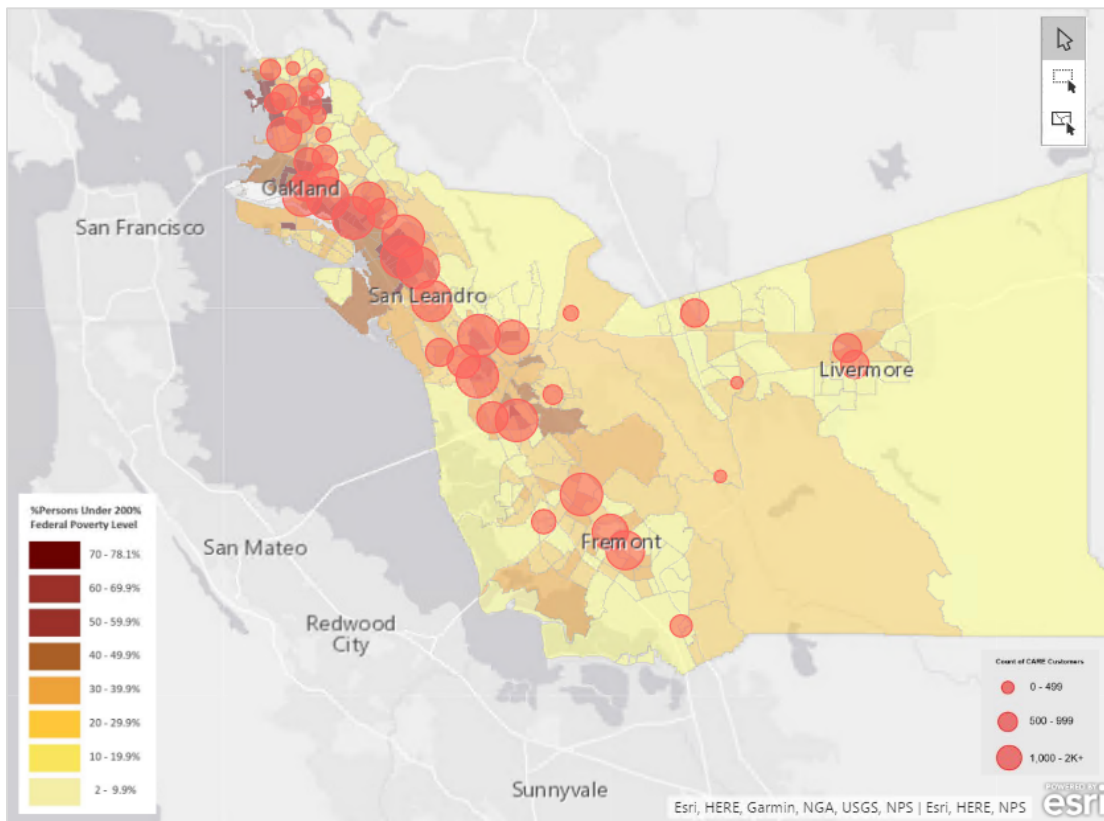 Oakland
San Francisco
San Leandro
Livermore
Fremont
San Mateo
Redwood
City
Sunnyvale
%Persons Under 200%
Federal Poverty Level
70 - 78.1%
60 - 69.9%
50 - 59.9%
40 - 49.9%
30 - 39.9%
20 - 29.9%
10 - 19.9%
2 - 9.9%
Count of CARE Customers
0 - 499
500 - 999
1,000 - 2K+
POWERED BY
esri
Esri, HERE, Garmin, NGA, USGS, NPS | Esri, HERE, NPS